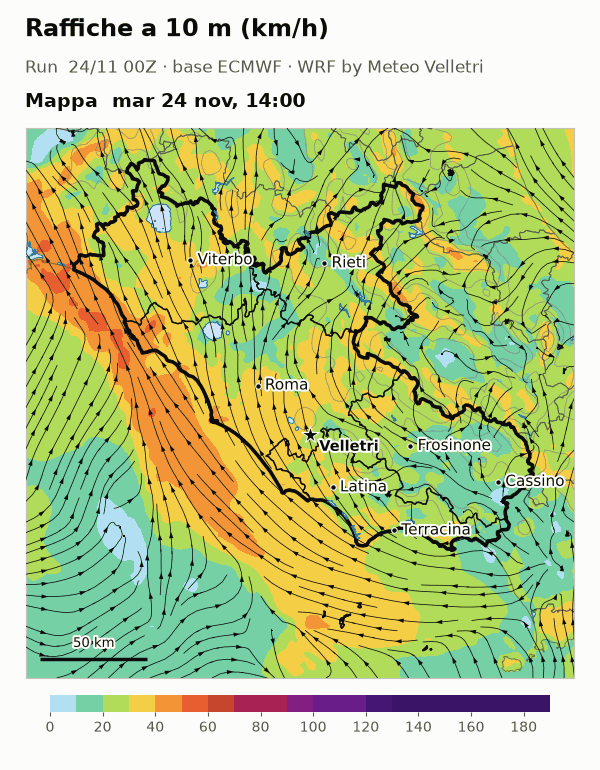 Raffiche a 10 m (km/h)
Run  24/11 00Z · base ECMWF · WRF by Meteo Velletri
Mappa  mar 24 nov, 14:00
Viterbo
Rieti
Roma
Velletri
Frosinone
Latina
Cassino
Terracina
50 km
0 20 40 60 80 100 120 140 160 180